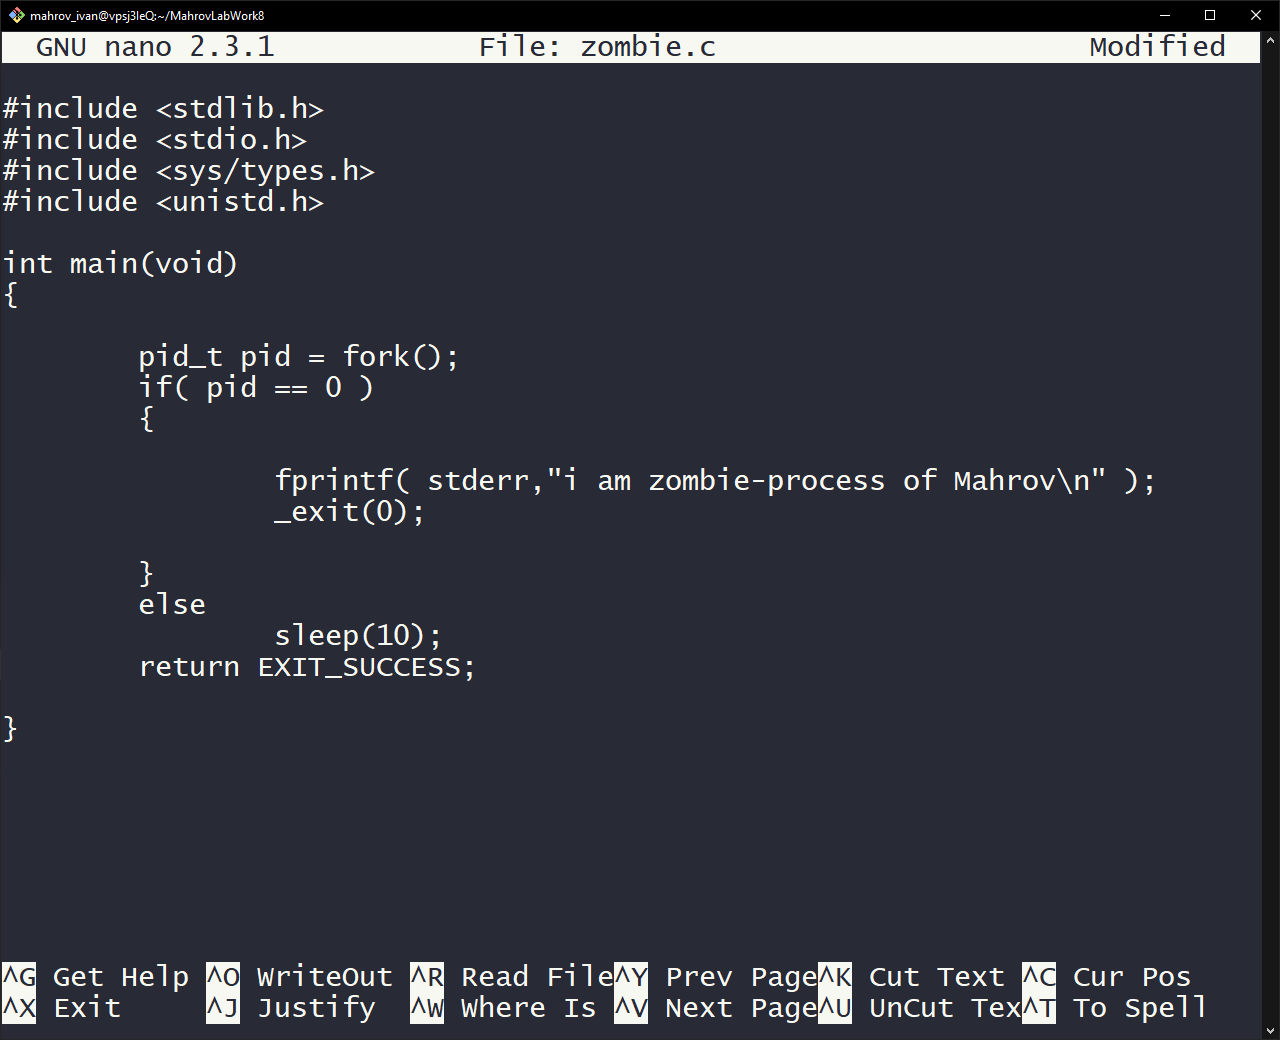 mahrov_ivan@vpsj3leQ:~/MahrovLabWork8
GNU nano 2.3.1 File: zombie.c Modified
#include <stdlib.h>
#include <stdio.h>
#include <sys/types.h>
#include <unistd.h>
int main(void)
{
pid_t pid = fork();
if( pid == 0 )
{
fprintf( stderr,"i am zombie-process of Mahrov\n" );
_exit(0);
}
else
sleep(10);
return EXIT_SUCCESS;
}
^G Get Help ^O WriteOut ^R Read File^Y Prev Page^K Cut Text ^C Cur Pos
^X Exit ^J Justify ^W Where Is ^V Next Page^U UnCut Tex^T To Spell